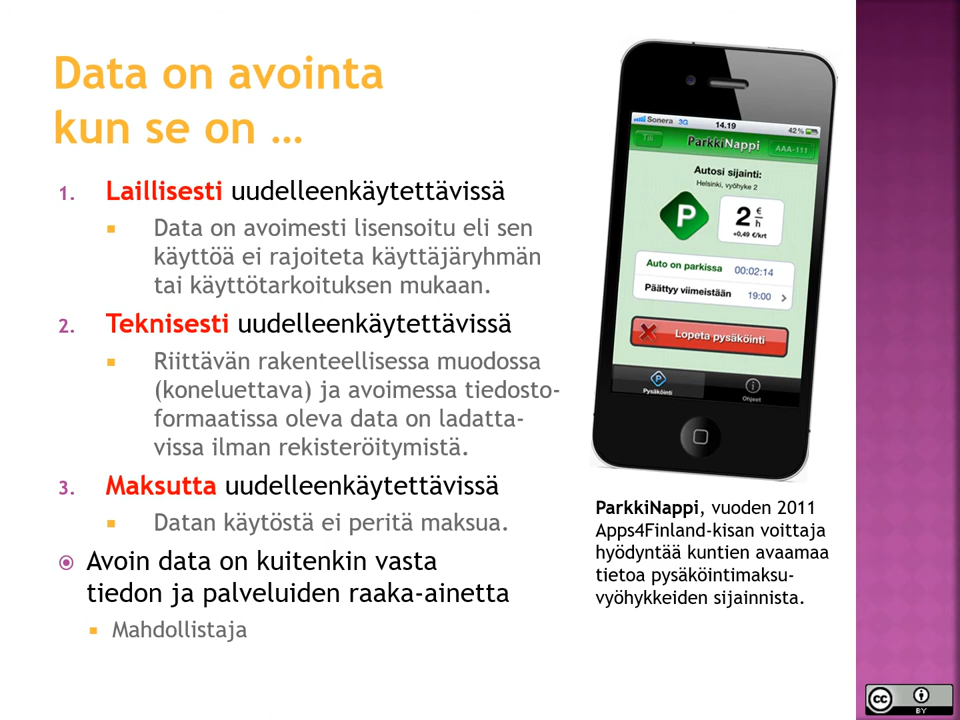 Data on avointa
kun se on …
1. Laillisesti uudelleenkäytettävissä
Data on avoimesti lisensoitu eli sen
käyttöä ei rajoiteta käyttäjäryhmän
tai käyttötarkoituksen mukaan.
2. Teknisesti uudelleenkäytettävissä
Riittävän rakenteellisessa muodossa
(koneluettava) ja avoimessa tiedosto-
formaatissa oleva data on ladatta-
vissa ilman rekisteröitymistä.
3. Maksutta uudelleenkäytettävissä
Datan käytöstä ei peritä maksua.
Avoin data on kuitenkin vasta
tiedon ja palveluiden raaka-ainetta
Mahdollistaja
Sonera 3G 14.19 42%
Tili ParkkiNappi AAA-111
Autosi sijainti:
Helsinki, vyöhyke 2
P 2 €/h
+0,49 €/krt
Auto on parkissa 00:02:14
Päättyy viimeistään 19:00
Lopeta pysäköinti
Pysäköinti Ohjeet
ParkkiNappi, vuoden 2011
Apps4Finland-kisan voittaja
hyödyntää kuntien avaamaa
tietoa pysäköintimaksu-
vyöhykkeiden sijainnista.
cc BY